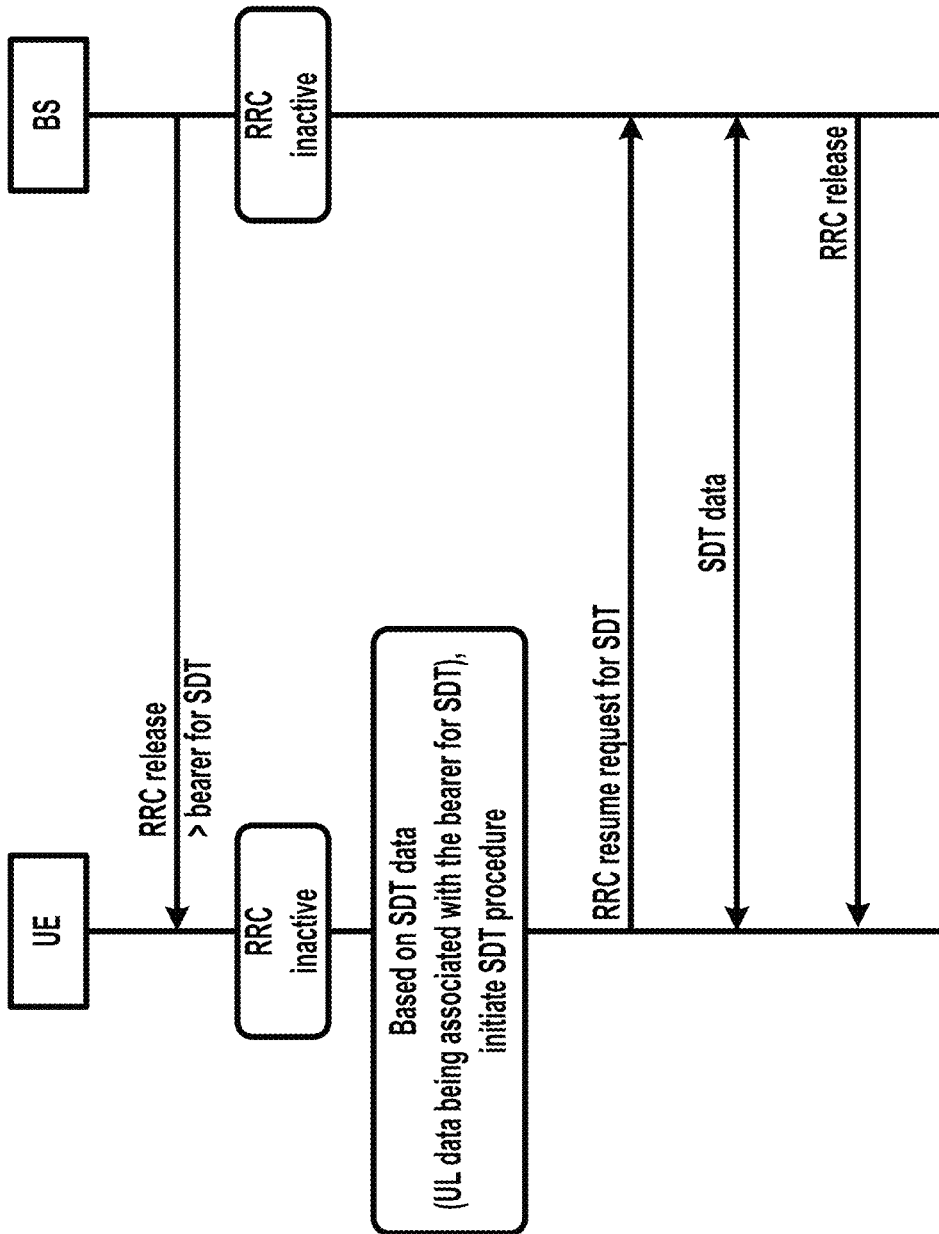 UE
BS
RRC release
> bearer for SDT
RRC
inactive
RRC
inactive
Based on SDT data
(UL data being associated with the bearer for SDT),
initiate SDT procedure
RRC resume request for SDT
SDT data
RRC release